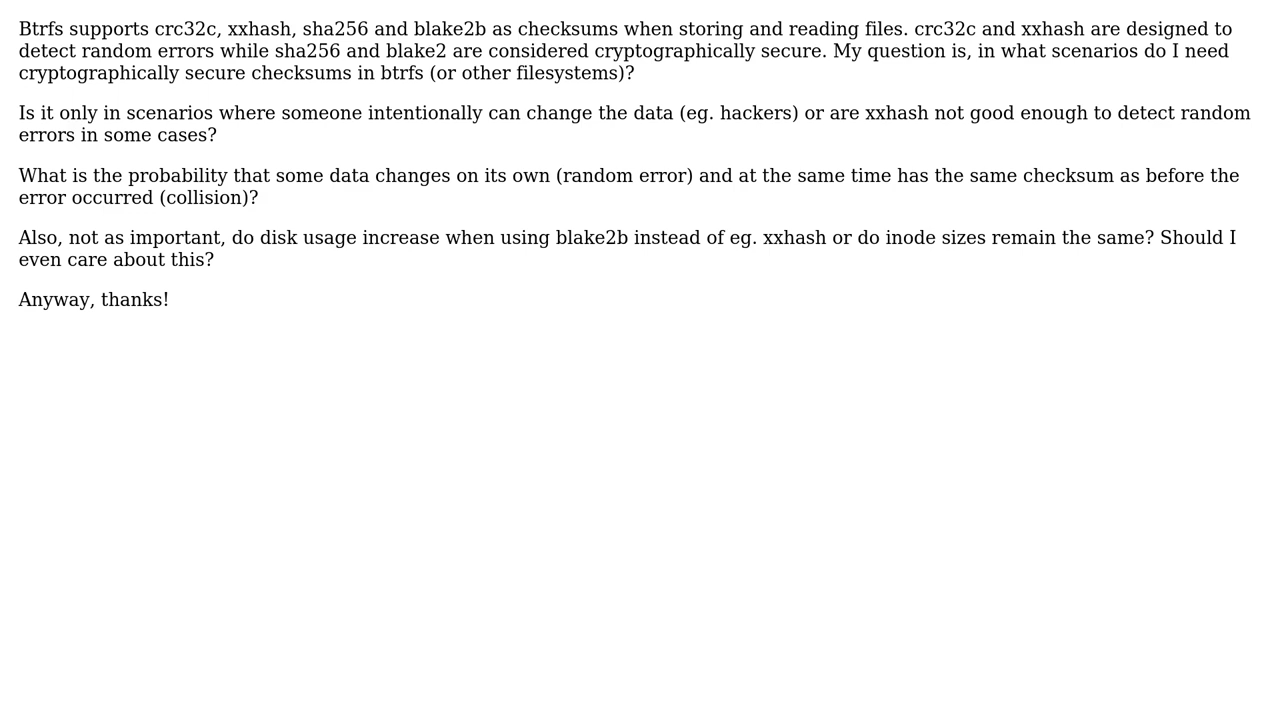 Btrfs supports crc32c, xxhash, sha256 and blake2b as checksums when storing and reading files. crc32c and xxhash are designed to
detect random errors while sha256 and blake2 are considered cryptographically secure. My question is, in what scenarios do I need
cryptographically secure checksums in btrfs (or other filesystems)?
Is it only in scenarios where someone intentionally can change the data (eg. hackers) or are xxhash not good enough to detect random
errors in some cases?
What is the probability that some data changes on its own (random error) and at the same time has the same checksum as before the
error occurred (collision)?
Also, not as important, do disk usage increase when using blake2b instead of eg. xxhash or do inode sizes remain the same? Should I
even care about this?
Anyway, thanks!